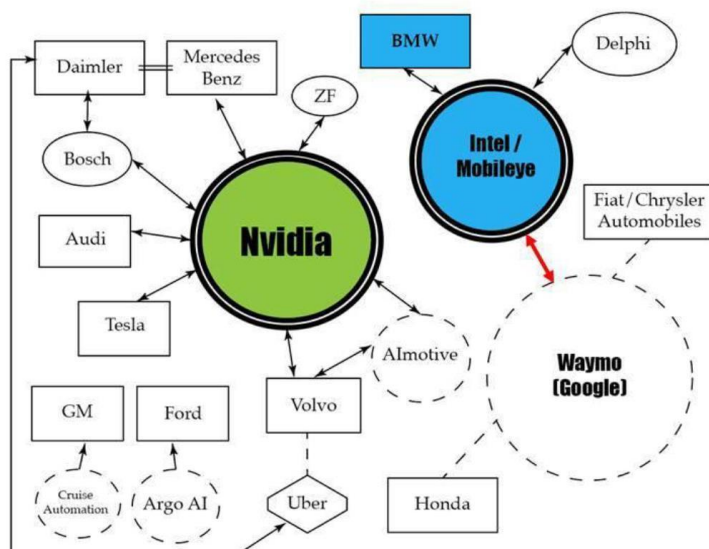 BMW
Delphi
Daimler
Mercedes
Benz
ZF
Bosch
Intel /
Mobileye
Fiat/Chrysler
Automobiles
Nvidia
Audi
Tesla
AImotive
Waymo
(Google)
GM
Ford
Volvo
Cruise
Automation
Argo AI
Uber
Honda